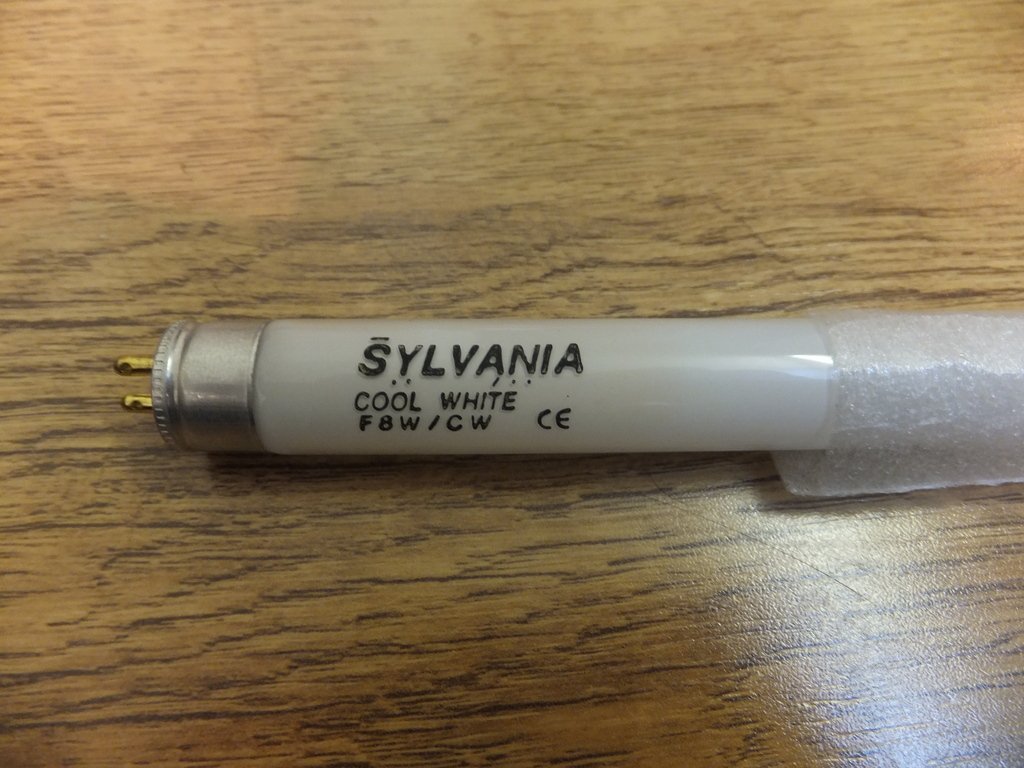 SYLVANIA
COOL WHITE
F8W/CW CE